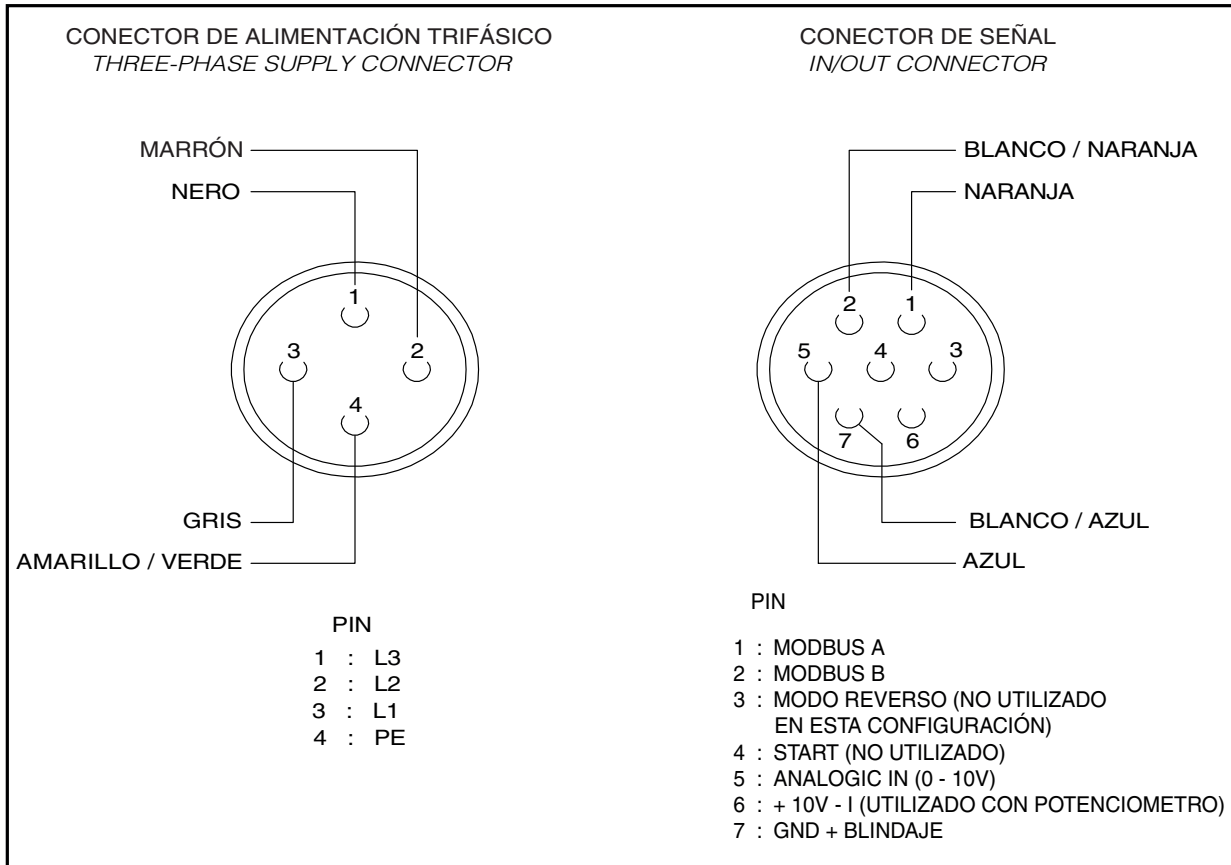 CONECTOR DE ALIMENTACIÓN TRIFÁSICO
THREE-PHASE SUPPLY CONNECTOR
MARRÓN
NERO
1
3
2
4
GRIS
AMARILLO / VERDE
PIN
1 : L3
2 : L2
3 : L1
4 : PE
CONECTOR DE SEÑAL
IN/OUT CONNECTOR
BLANCO / NARANJA
NARANJA
2 1
5 4 3
7 6
BLANCO / AZUL
AZUL
PIN
1 : MODBUS A
2 : MODBUS B
3 : MODO REVERSO (NO UTILIZADO
EN ESTA CONFIGURACIÓN)
4 : START (NO UTILIZADO)
5 : ANALOGIC IN (0 - 10V)
6 : + 10V - I (UTILIZADO CON POTENCIOMETRO)
7 : GND + BLINDAJE